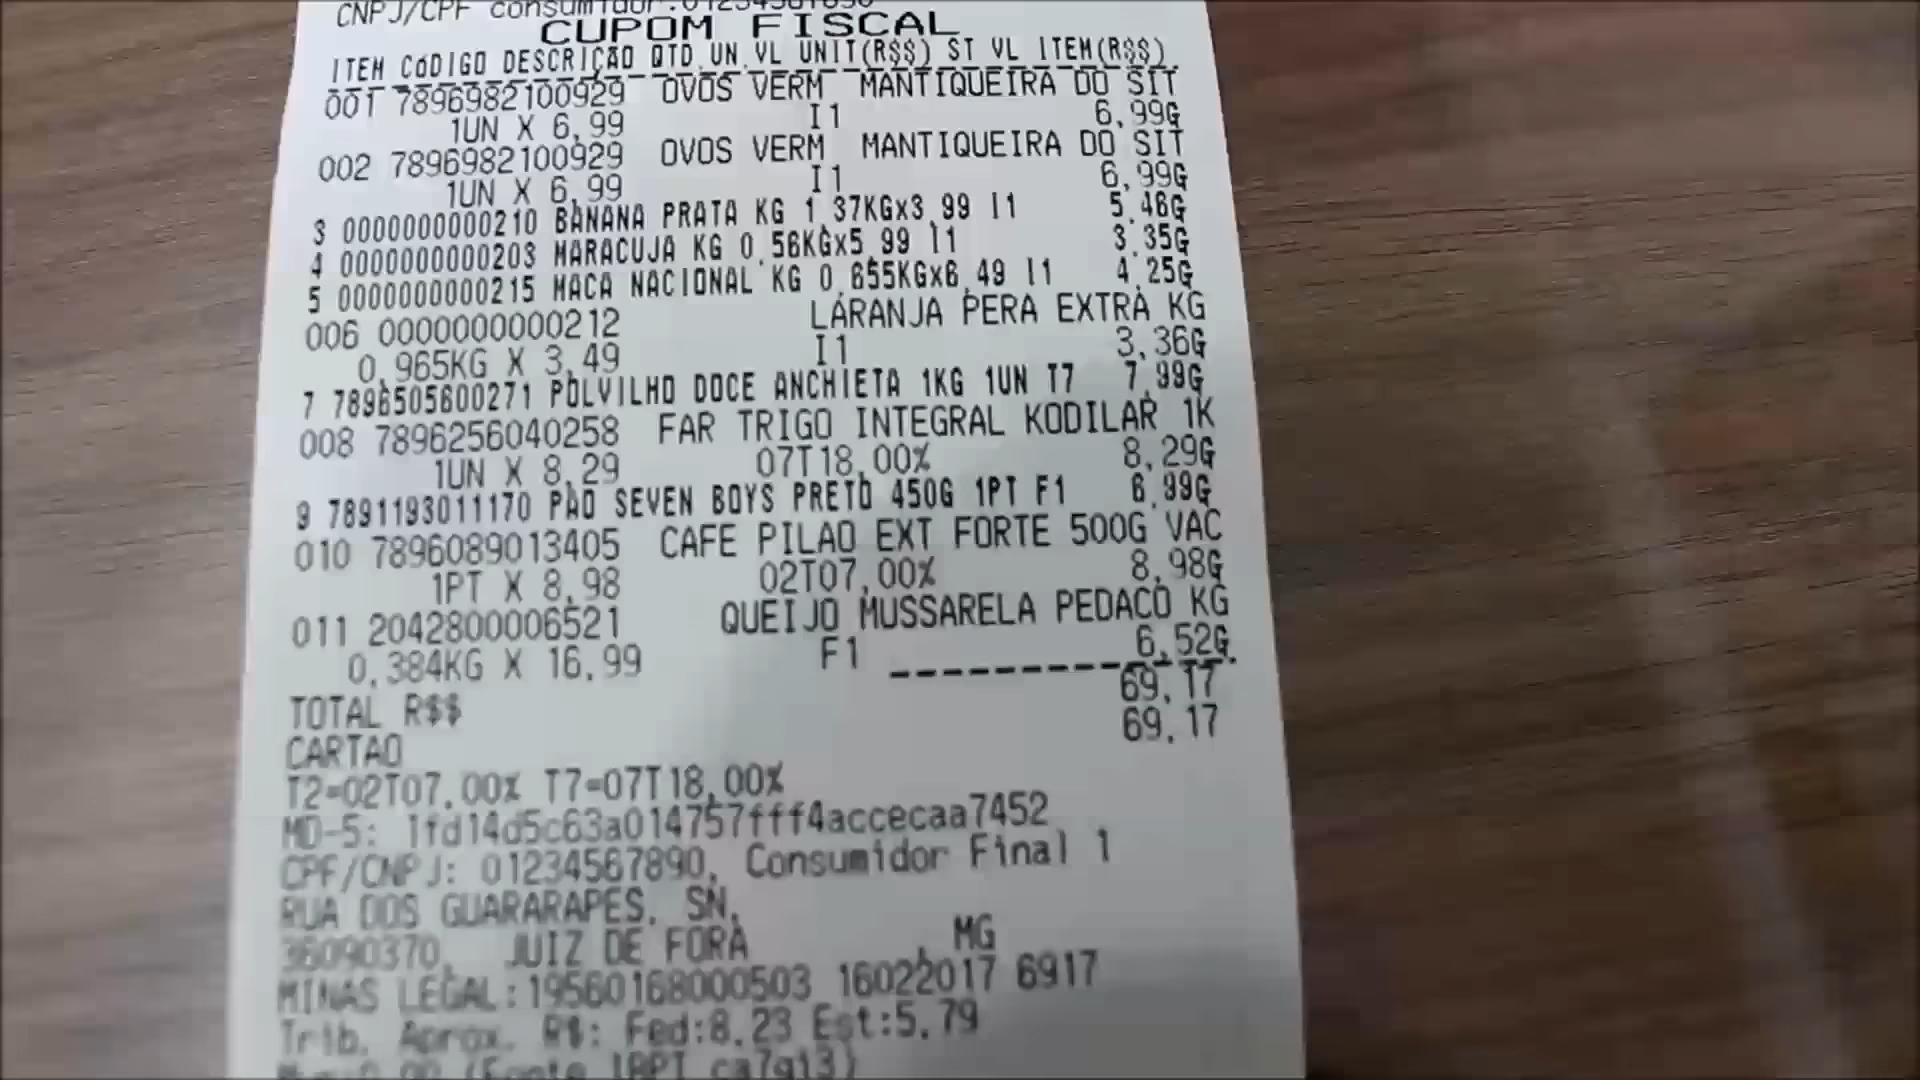 CNPJ/CPF consumidor:01234567890
CUPOM FISCAL
ITEM CÓDIGO DESCRIÇÃO QTD.UN.VL UNIT(R$$) ST VL ITEM(R$$)
001 7896982100929 OVOS VERM MANTIQUEIRA DO SIT
1UN X 6,99 I1 6,99G
002 7896982100929 OVOS VERM MANTIQUEIRA DO SIT
1UN X 6,99 I1 6,99G
3 0000000000210 BANANA PRATA KG 1,37KGx3,99 I1 5,46G
4 0000000000203 MARACUJA KG 0,56KGx5,99 I1 3,35G
5 0000000000215 MACA NACIONAL KG 0,655KGx6,49 I1 4,25G
006 0000000000212 LARANJA PERA EXTRA KG
0,965KG X 3,49 I1 3,36G
7 7896505600271 POLVILHO DOCE ANCHIETA 1KG 1UN T7 7,99G
008 7896256040258 FAR TRIGO INTEGRAL KODILAR 1K
1UN X 8,29 07T18,00% 8,29G
9 7891193011170 PAO SEVEN BOYS PRETO 450G 1PT F1 6,99G
010 7896089013405 CAFE PILAO EXT FORTE 500G VAC
1PT X 8,98 02T07,00% 8,98G
011 2042800006521 QUEIJO MUSSARELA PEDACO KG
0,384KG X 16,99 F1 6,52G
TOTAL R$$ 69,17
CARTAO 69,17
T2=02T07,00% T7=07T18,00%
MD-5: 1fd14d5c63a014757fff4accecaa7452
CPF/CNPJ: 01234567890, Consumidor Final 1
RUA DOS GUARARAPES, SN,
36090370, JUIZ DE FORA, MG
MINAS LEGAL:19560168000503 16022017 6917
Trib. Aprox. R$: Fed:8,23 Est:5,79
(Fonte IBPT ca7gi3)